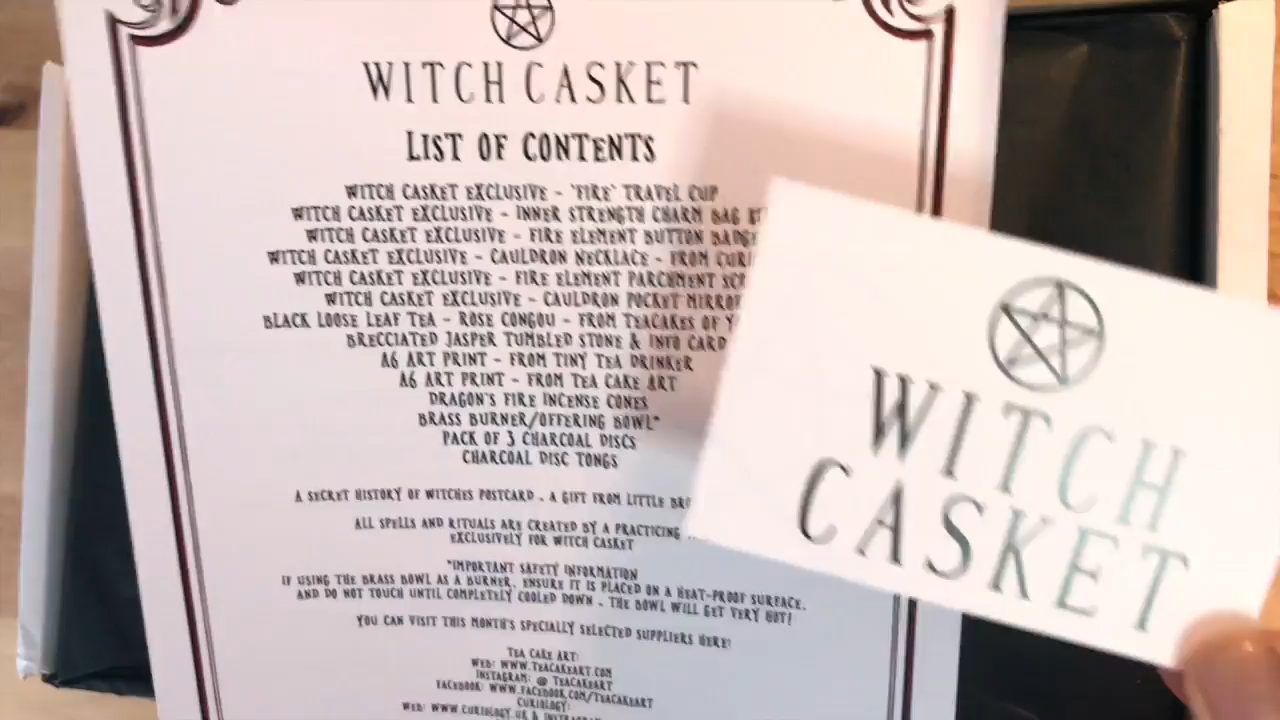 WITCH CASKET
LIST OF CONTENTS
WITCH CASKET EXCLUSIVE - 'FIRE' TRAVEL CUP
WITCH CASKET EXCLUSIVE - INNER STRENGTH CHARM BAG
WITCH CASKET EXCLUSIVE - FIRE ELEMENT BUTTON BADGE
WITCH CASKET EXCLUSIVE - CAULDRON NECKLACE - FROM
WITCH CASKET EXCLUSIVE - FIRE ELEMENT PARCHMENT
WITCH CASKET EXCLUSIVE - CAULDRON POCKET MIRROR
BLACK LOOSE LEAF TEA - ROSE CONGOU - FROM TEACAKES OF
BRECCIATED JASPER TUMBLED STONE & INFO CARD
A6 ART PRINT - FROM TINY TEA DRINKER
A6 ART PRINT - FROM TEA CAKE ART
DRAGON'S FIRE INCENSE CONES
BRASS BURNER/OFFERING BOWL*
PACK OF 3 CHARCOAL DISCS
CHARCOAL DISC TONGS
A SECRET HISTORY OF WITCHES POSTCARD - A GIFT FROM LITTLE
ALL SPELLS AND RITUALS ARE CREATED BY A PRACTICING
EXCLUSIVELY FOR WITCH CASKET
*IMPORTANT SAFETY INFORMATION
IF USING THE BRASS BOWL AS A BURNER, ENSURE IT IS PLACED ON A HEAT-PROOF SURFACE,
AND DO NOT TOUCH UNTIL COMPLETELY COOLED DOWN - THE BOWL WILL GET VERY HOT!
YOU CAN VISIT THIS MONTH'S SPECIALLY SELECTED SUPPLIERS HERE!
TEA CAKE ART:
WEB: WWW.TEACAKEART.COM
INSTAGRAM: @ TEACAKEART
FACEBOOK: WWW.FACEBOOK.COM/TEACAKEART
CURIOLOGY:
WEB: WWW.CURIOLOGY.UK &
WITCH
CASKET